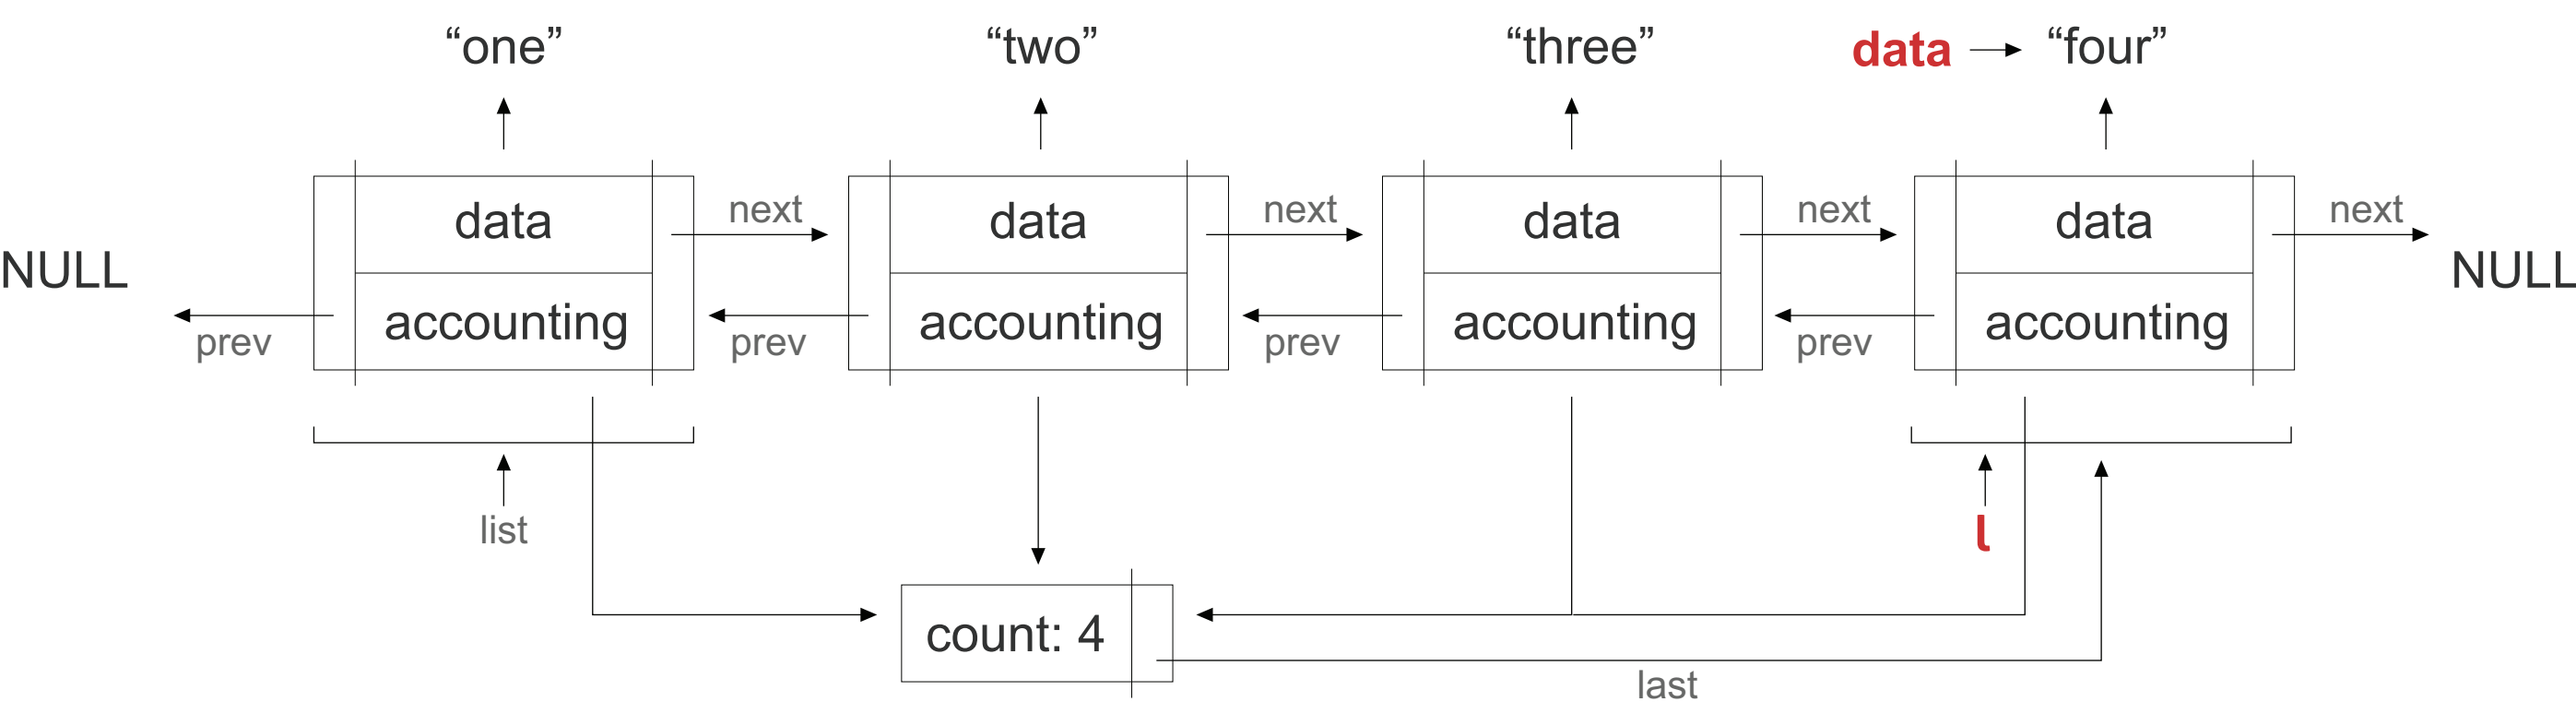 “one”
“two”
“three”
data
“four”
data
next
data
next
data
next
data
next
NULL
NULL
accounting
accounting
accounting
accounting
prev
prev
prev
prev
list
l
count: 4
last